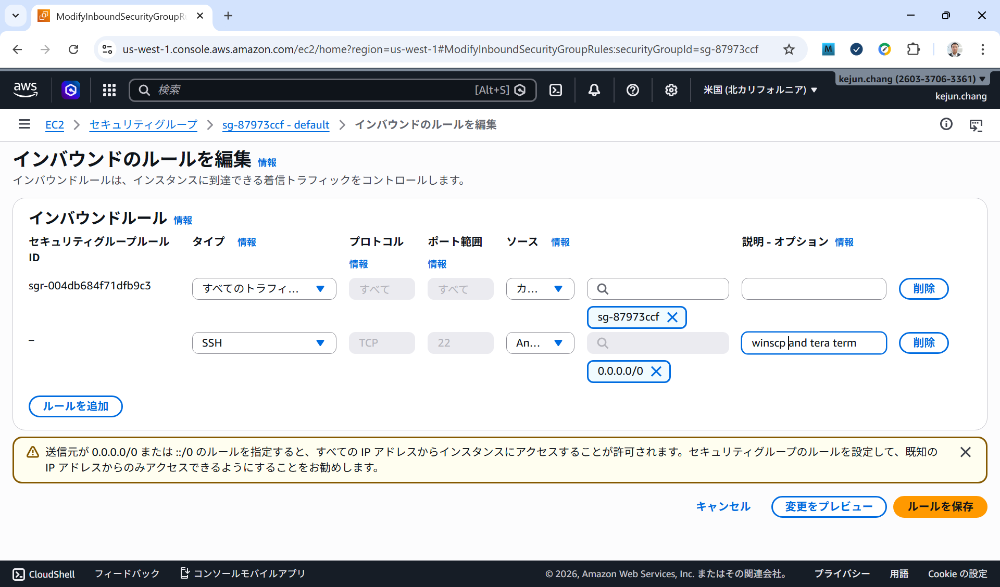 ModifyInboundSecurityGroupR
us-west-1.console.aws.amazon.com/ec2/home?region=us-west-1#ModifyInboundSecurityGroupRules:securityGroupId=sg-87973ccf
M
aws
検索
[Alt+S]
米国 (北カリフォルニア)
kejun.chang (2603-3706-3361)
kejun.chang
EC2
セキュリティグループ
sg-87973ccf - default
インバウンドのルールを編集
インバウンドのルールを編集 情報
インバウンドルールは、インスタンスに到達できる着信トラフィックをコントロールします。
インバウンドルール 情報
セキュリティグループルール ID
タイプ 情報
プロトコル 情報
ポート範囲 情報
ソース 情報
説明 - オプション 情報
sgr-004db684f71dfb9c3
すべてのトラフィ...
すべて
すべて
カ...
sg-87973ccf
削除
–
SSH
TCP
22
An...
0.0.0.0/0
winscp and tera term
削除
ルールを追加
送信元が 0.0.0.0/0 または ::/0 のルールを指定すると、すべての IP アドレスからインスタンスにアクセスすることが許可されます。セキュリティグループのルールを設定して、既知の
IP アドレスからのみアクセスできるようにすることをお勧めします。
キャンセル
変更をプレビュー
ルールを保存
CloudShell
フィードバック
コンソールモバイルアプリ
© 2026, Amazon Web Services, Inc. またはその関連会社。
プライバシー
用語
Cookie の設定